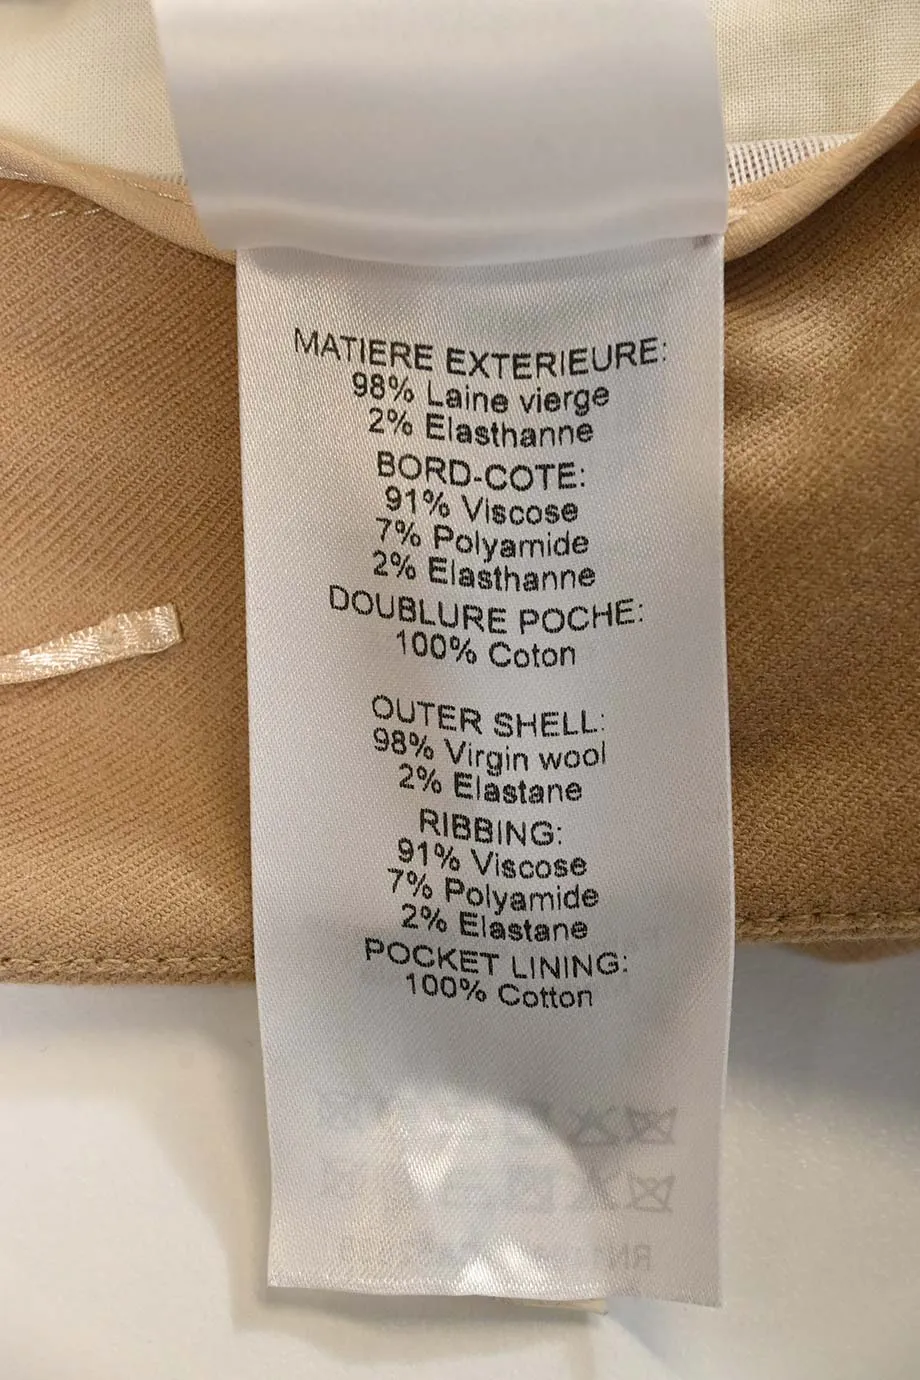 MATIERE EXTERIEURE:
98% Laine vierge
2% Elasthanne
BORD-COTE:
91% Viscose
7% Polyamide
2% Elasthanne
DOUBLURE POCHE:
100% Coton
OUTER SHELL:
98% Virgin wool
2% Elastane
RIBBING:
91% Viscose
7% Polyamide
2% Elastane
POCKET LINING:
100% Cotton
RN